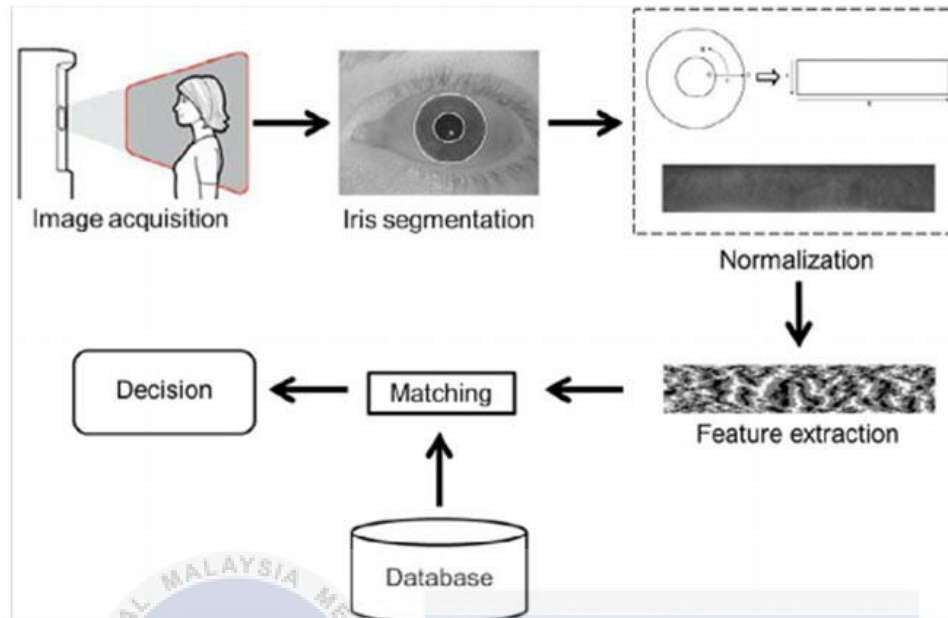 Image acquisition
Iris segmentation
Normalization
Feature extraction
Matching
Decision
Database
MALAYSIA